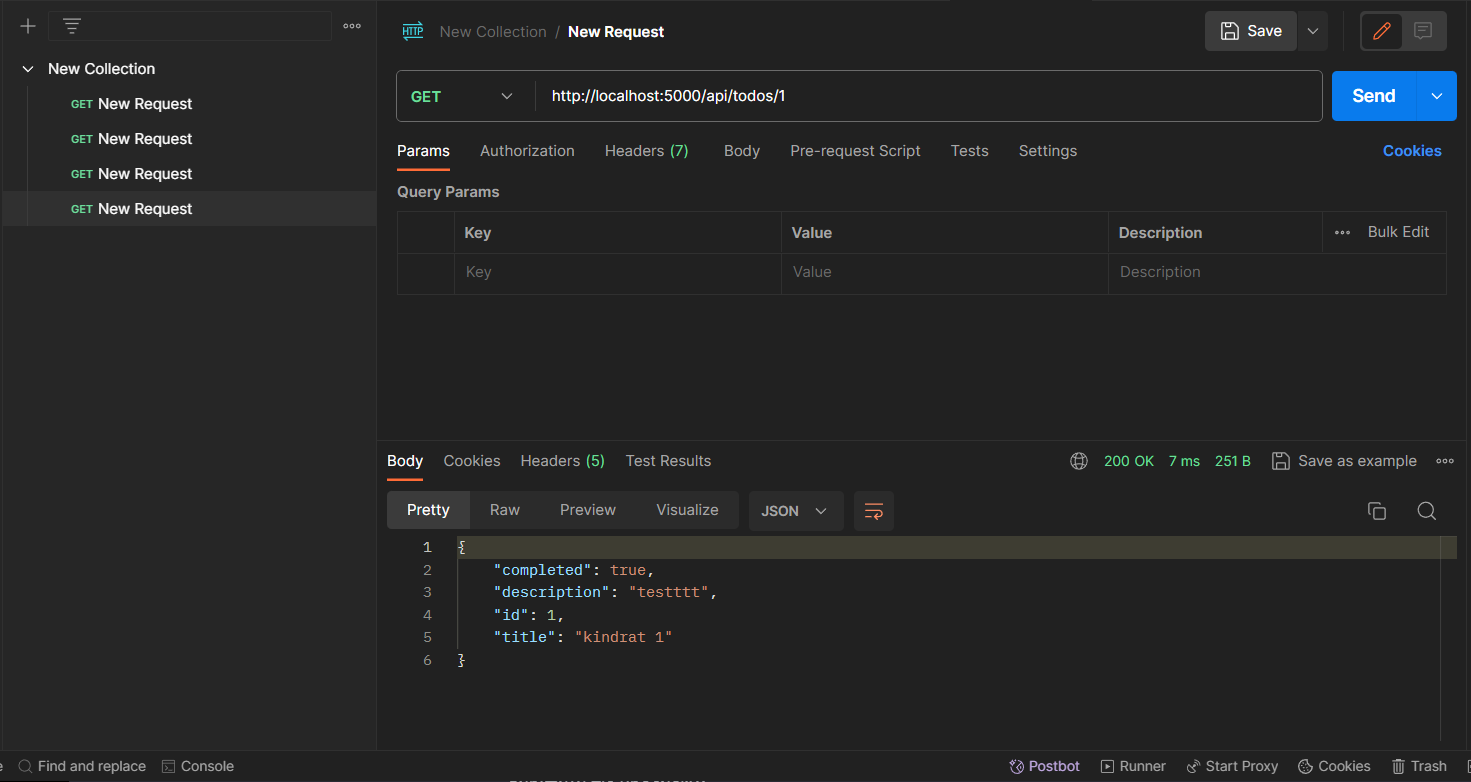 HTTP New Collection / New Request
Save
New Collection
GET New Request
GET New Request
GET New Request
GET New Request
GET http://localhost:5000/api/todos/1 Send
Params Authorization Headers (7) Body Pre-request Script Tests Settings Cookies
Query Params
Key Value Description Bulk Edit
Key Value Description
Body Cookies Headers (5) Test Results 200 OK 7 ms 251 B Save as example
Pretty Raw Preview Visualize JSON
1 {
2 "completed": true,
3 "description": "testttt",
4 "id": 1,
5 "title": "kindrat 1"
6 }
Find and replace Console Postbot Runner Start Proxy Cookies Trash